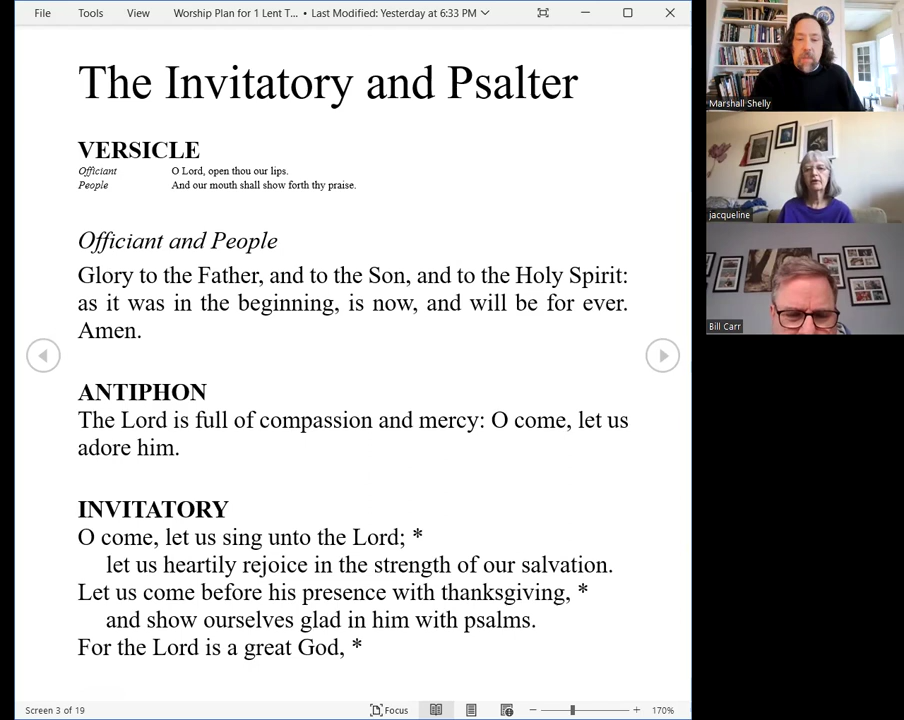 File Tools View Worship Plan for 1 Lent T... • Last Modified: Yesterday at 6:33 PM
The Invitatory and Psalter
VERSICLE
Officiant O Lord, open thou our lips.
People And our mouth shall show forth thy praise.
Officiant and People
Glory to the Father, and to the Son, and to the Holy Spirit:
as it was in the beginning, is now, and will be for ever.
Amen.
ANTIPHON
The Lord is full of compassion and mercy: O come, let us
adore him.
INVITATORY
O come, let us sing unto the Lord; *
let us heartily rejoice in the strength of our salvation.
Let us come before his presence with thanksgiving, *
and show ourselves glad in him with psalms.
For the Lord is a great God, *
Screen 3 of 19 Focus 170%
Marshall Shelly
jacqueline
Bill Carr